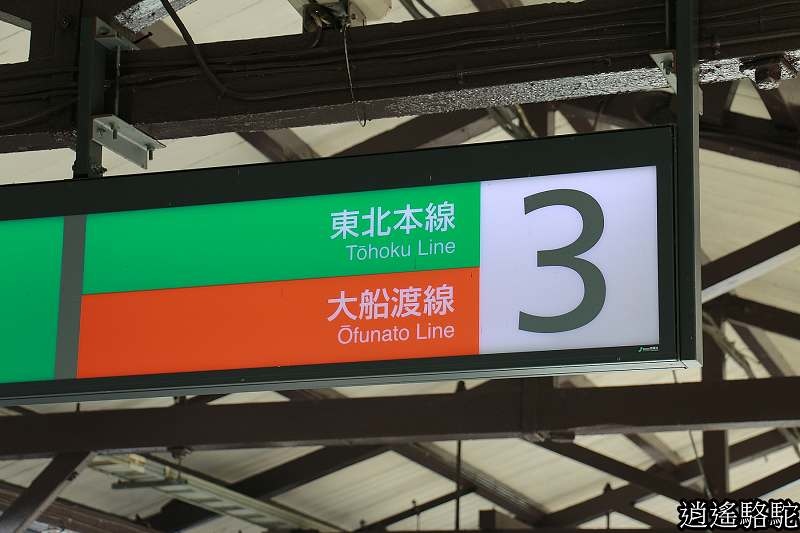 東北本線
Tōhoku Line
大船渡線
Ōfunato Line
3
逍遙駱駝